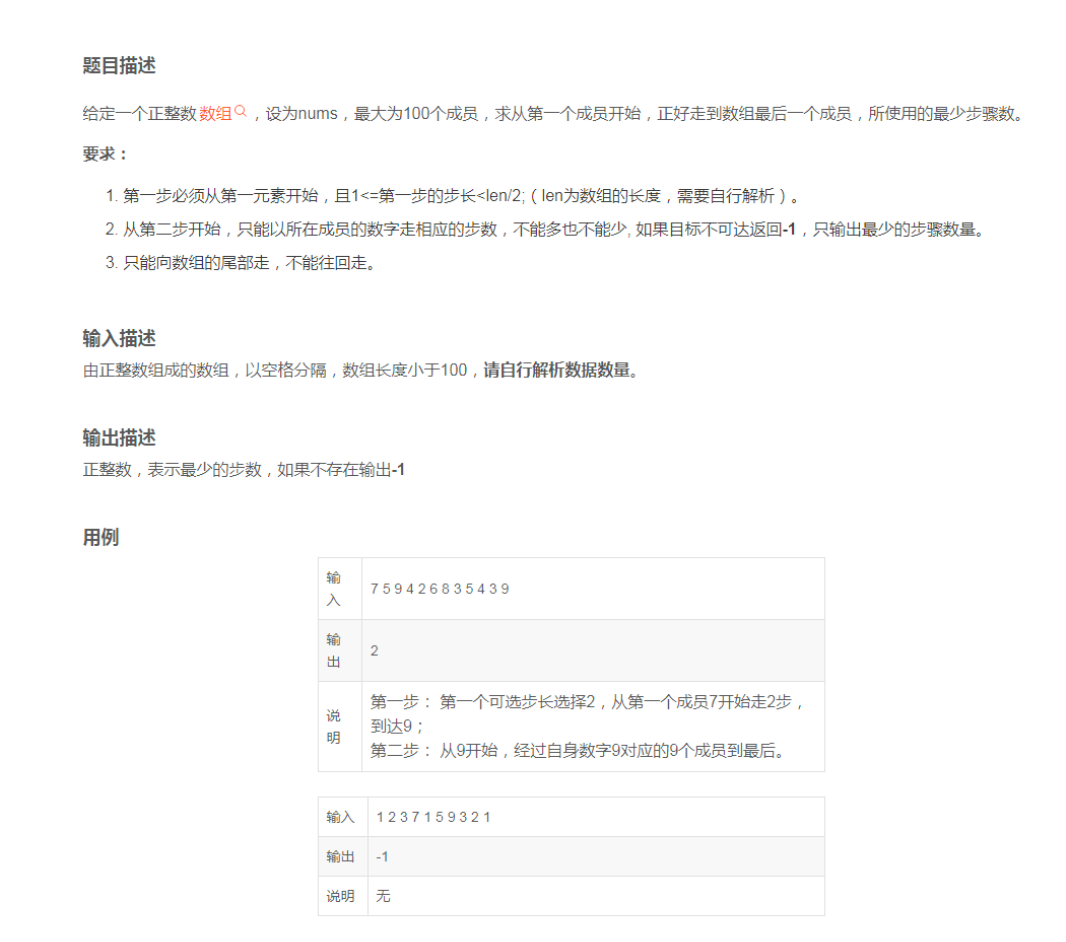 题目描述
给定一个正整数数组，设为nums，最大为100个成员，求从第一个成员开始，正好走到数组最后一个成员，所使用的最少步骤数。
要求：
1. 第一步必须从第一元素开始，且1<=第一步的步长<len/2;（len为数组的长度，需要自行解析）。
2. 从第二步开始，只能以所在成员的数字走相应的步数，不能多也不能少, 如果目标不可达返回-1，只输出最少的步骤数量。
3. 只能向数组的尾部走，不能往回走。
输入描述
由正整数组成的数组，以空格分隔，数组长度小于100，请自行解析数据数量。
输出描述
正整数，表示最少的步数，如果不存在输出-1
用例
输入
7 5 9 4 2 6 8 3 5 4 3 9
输出
2
说明
第一步： 第一个可选步长选择2，从第一个成员7开始走2步，
到达9；
第二步： 从9开始，经过自身数字9对应的9个成员到最后。
输入
1 2 3 7 1 5 9 3 2 1
输出
-1
说明
无